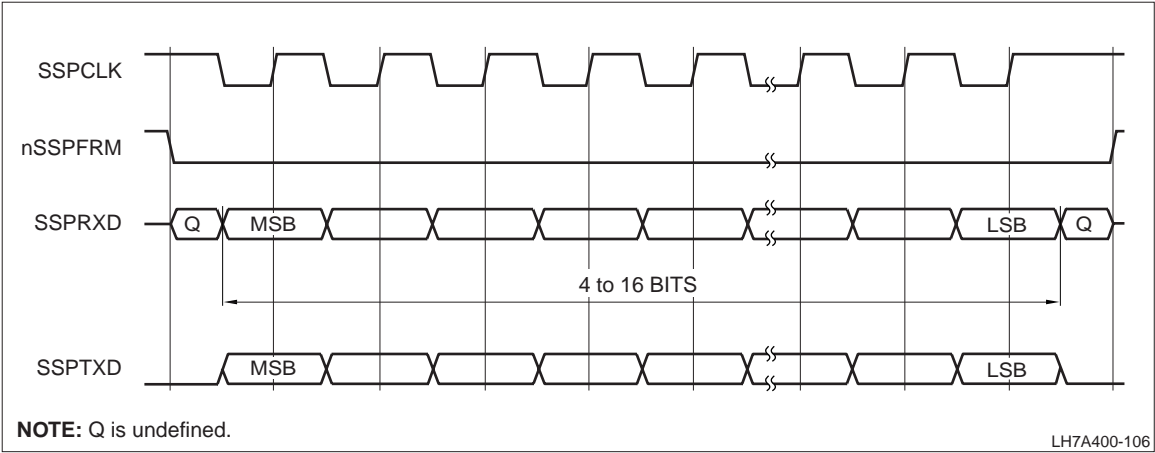 SSPCLK
nSSPFRM
SSPRXD Q MSB LSB Q
4 to 16 BITS
SSPTXD MSB LSB
NOTE: Q is undefined.
LH7A400-106